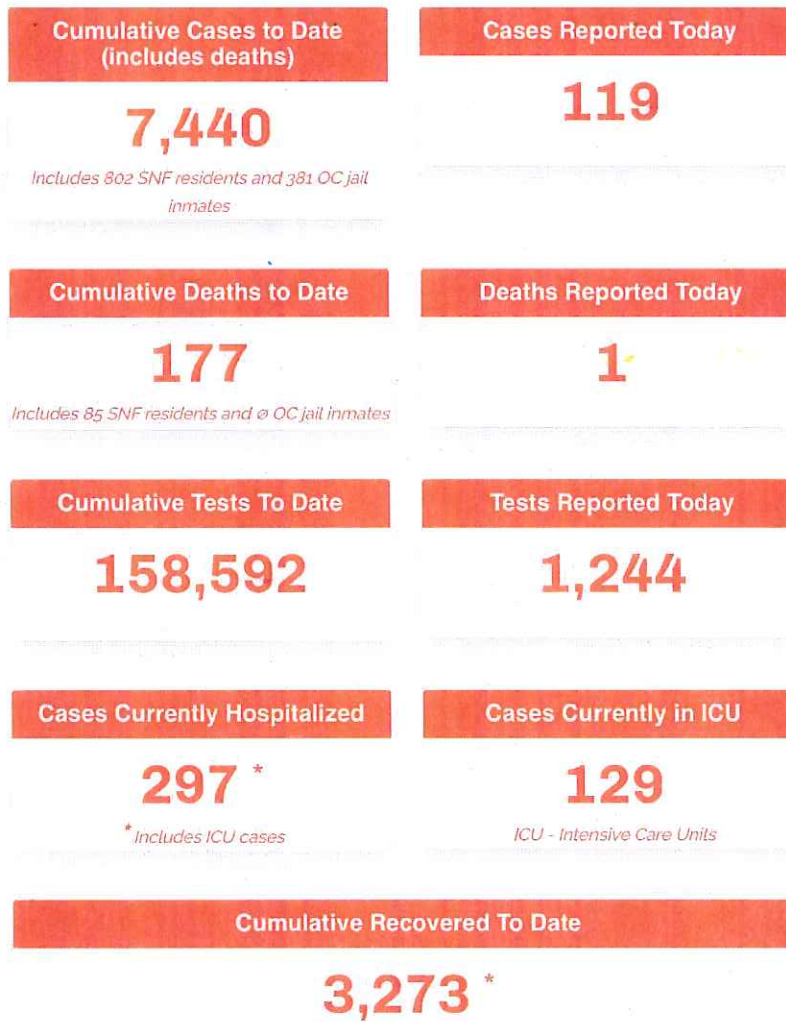 Cumulative Cases to Date
(includes deaths)
7,440
Includes 802 SNF residents and 381 OC jail
inmates
Cases Reported Today
119
Cumulative Deaths to Date
177
Includes 85 SNF residents and ø OC jail inmates
Deaths Reported Today
1
Cumulative Tests To Date
158,592
Tests Reported Today
1,244
Cases Currently Hospitalized
297 *
* Includes ICU cases
Cases Currently in ICU
129
ICU - Intensive Care Units
Cumulative Recovered To Date
3,273 *